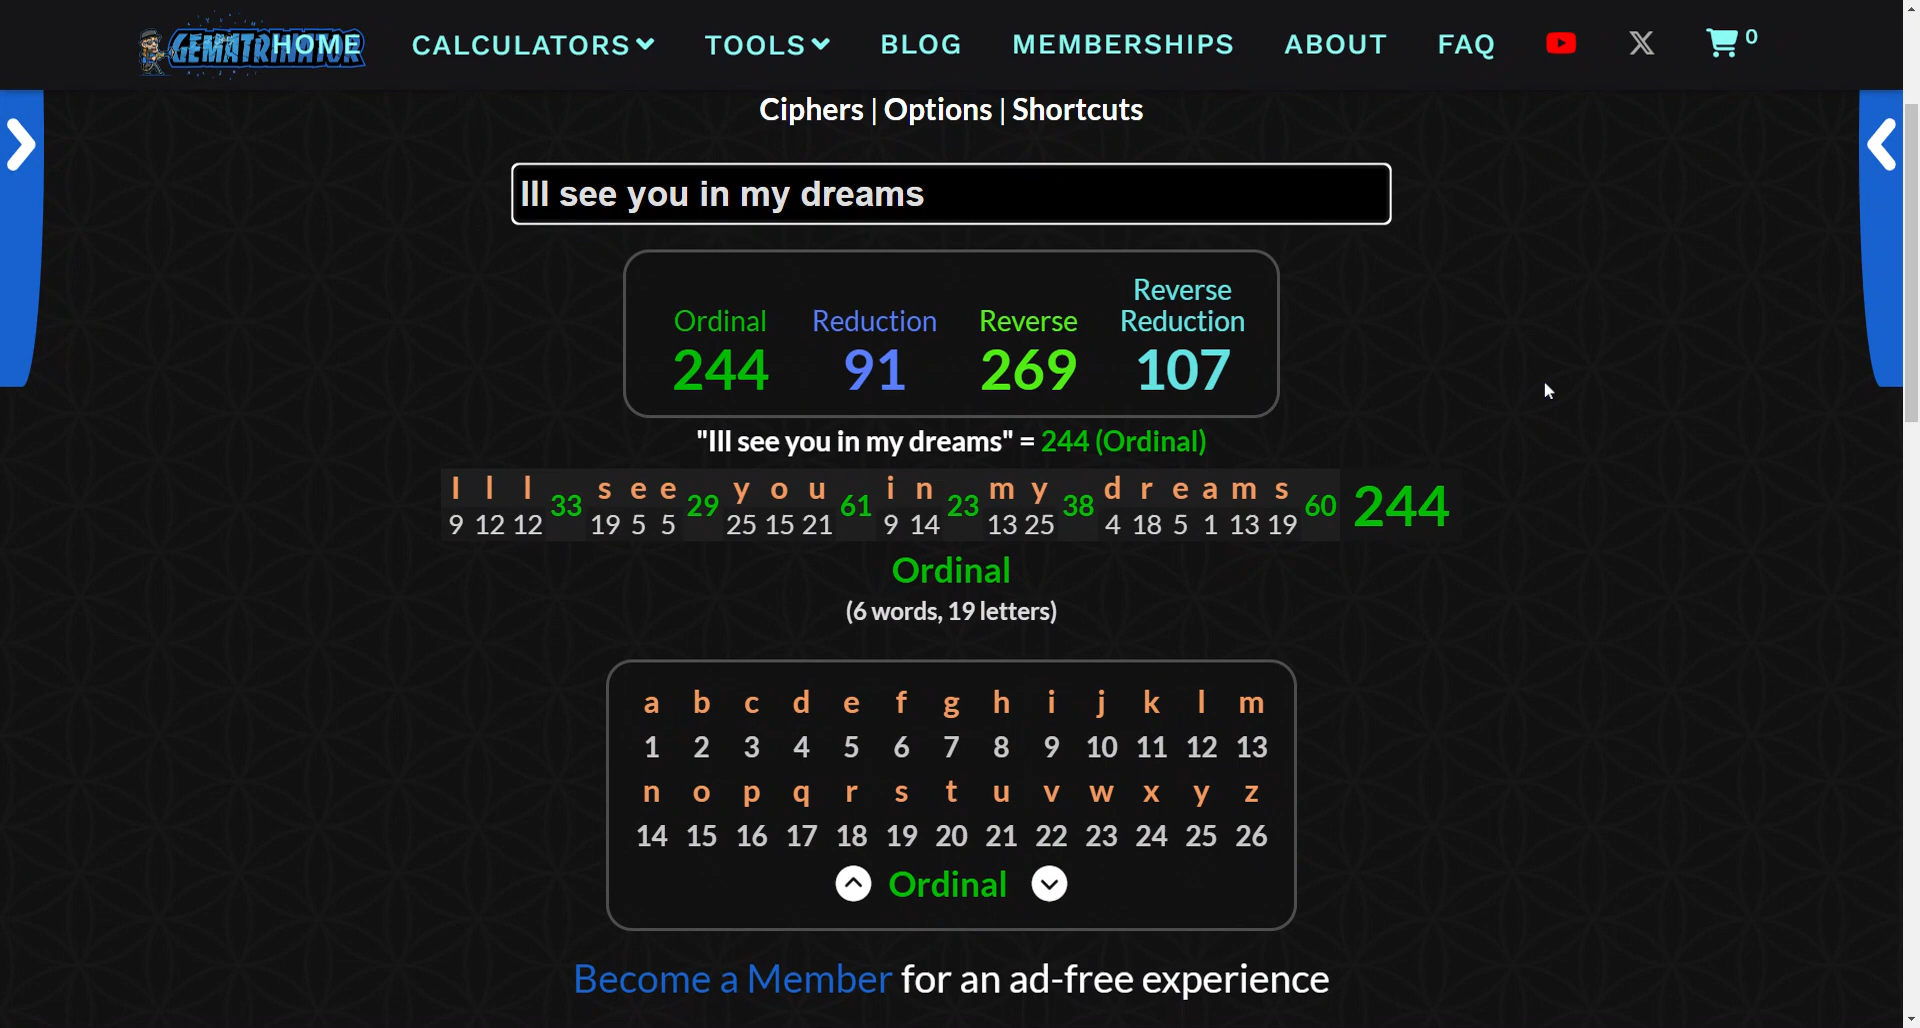 GEMATRINATOR
HOME CALCULATORS TOOLS BLOG MEMBERSHIPS ABOUT FAQ X 0
Ciphers | Options | Shortcuts
Ill see you in my dreams
Ordinal Reduction Reverse Reverse Reduction
244 91 269 107
"Ill see you in my dreams" = 244 (Ordinal)
I l l 33 s e e 29 y o u 61 i n 23 m y 38 d r e a m s 60 244
9 12 12 19 5 5 25 15 21 9 14 13 25 4 18 5 1 13 19
Ordinal
(6 words, 19 letters)
a b c d e f g h i j k l m
1 2 3 4 5 6 7 8 9 10 11 12 13
n o p q r s t u v w x y z
14 15 16 17 18 19 20 21 22 23 24 25 26
Ordinal
Become a Member for an ad-free experience